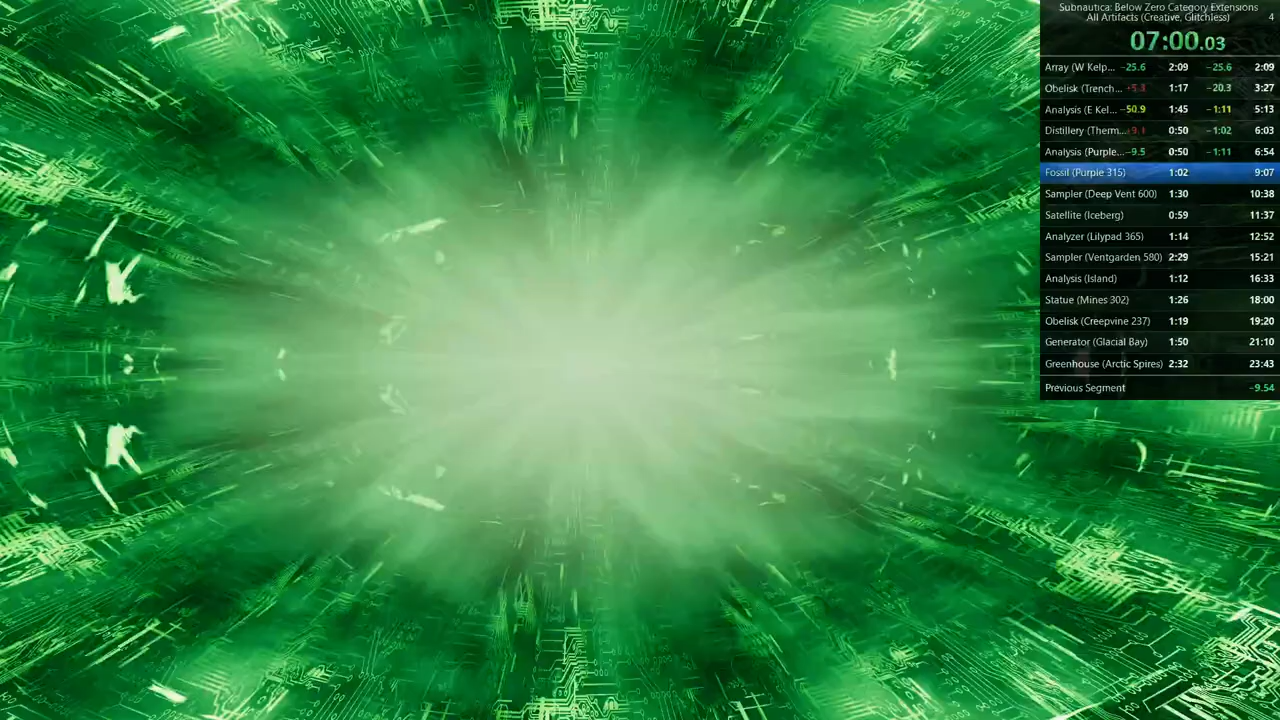 Subnautica: Below Zero Category Extensions
All Artifacts (Creative, Glitchless) 4
07:00.03
Array (W Kelp... −25.6 2:09 −25.6 2:09
Obelisk (Trench... +5.3 1:17 −20.3 3:27
Analysis (E Kel... −50.9 1:45 −1:11 5:13
Distillery (Therm... +9.1 0:50 −1:02 6:03
Analysis (Purple... −9.5 0:50 −1:11 6:54
Fossil (Purple 315) 1:02 9:07
Sampler (Deep Vent 600) 1:30 10:38
Satellite (Iceberg) 0:59 11:37
Analyzer (Lilypad 365) 1:14 12:52
Sampler (Ventgarden 580) 2:29 15:21
Analysis (Island) 1:12 16:33
Statue (Mines 302) 1:26 18:00
Obelisk (Creepvine 237) 1:19 19:20
Generator (Glacial Bay) 1:50 21:10
Greenhouse (Arctic Spires) 2:32 23:43
Previous Segment −9.54